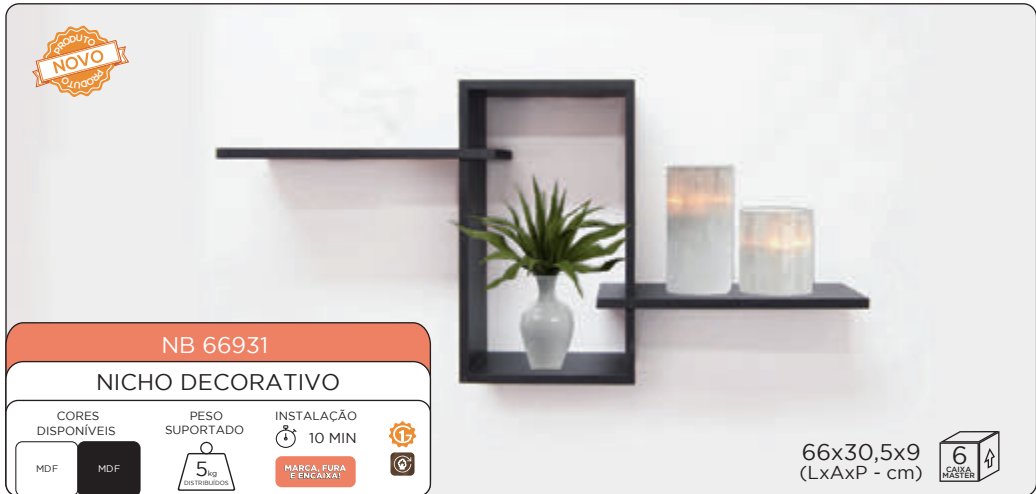 PRODUTO
NOVO
PRODUTO
NB 66931
NICHO DECORATIVO
CORES
DISPONÍVEIS
MDF
MDF
PESO
SUPORTADO
5kg
DISTRIBUÍDOS
INSTALAÇÃO
10 MIN
MARCA, FURA
E ENCAIXA!
1
66x30,5x9
(LxAxP - cm)
6
CAIXA
MASTER